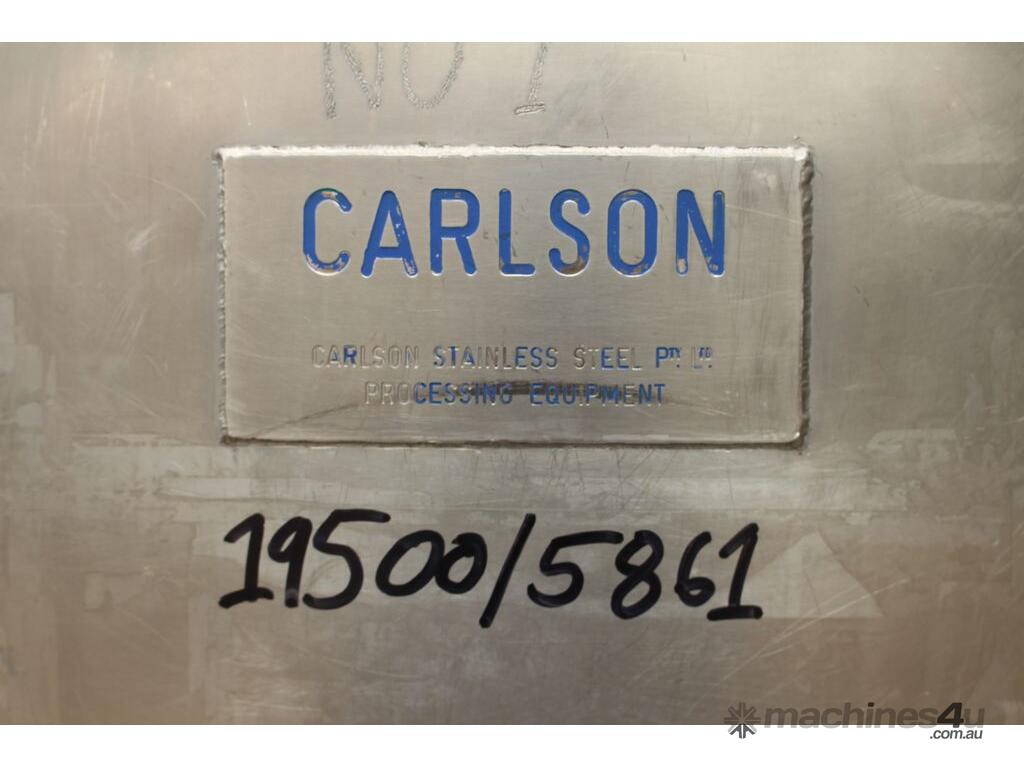 NO 1
CARLSON
CARLSON STAINLESS STEEL PTY. LTD.
PROCESSING EQUIPMENT
19500/5861
machines4u
.com.au